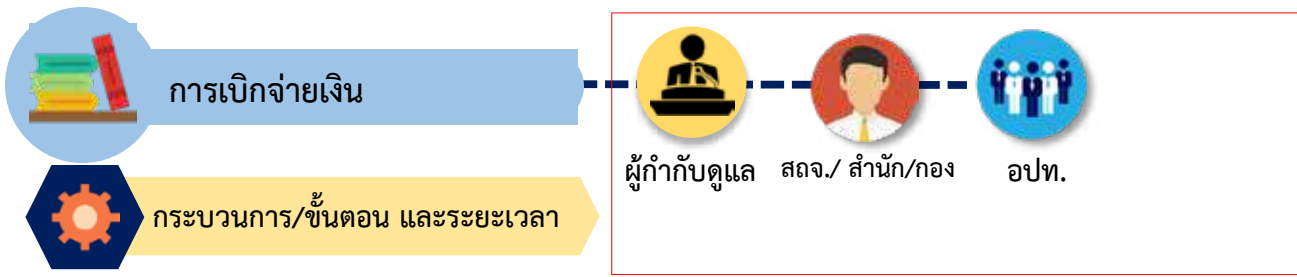 การเบิกจ่ายเงิน
ผู้กำกับดูแล
สถจ./ สำนัก/กอง
อปท.
กระบวนการ/ขั้นตอน และระยะเวลา